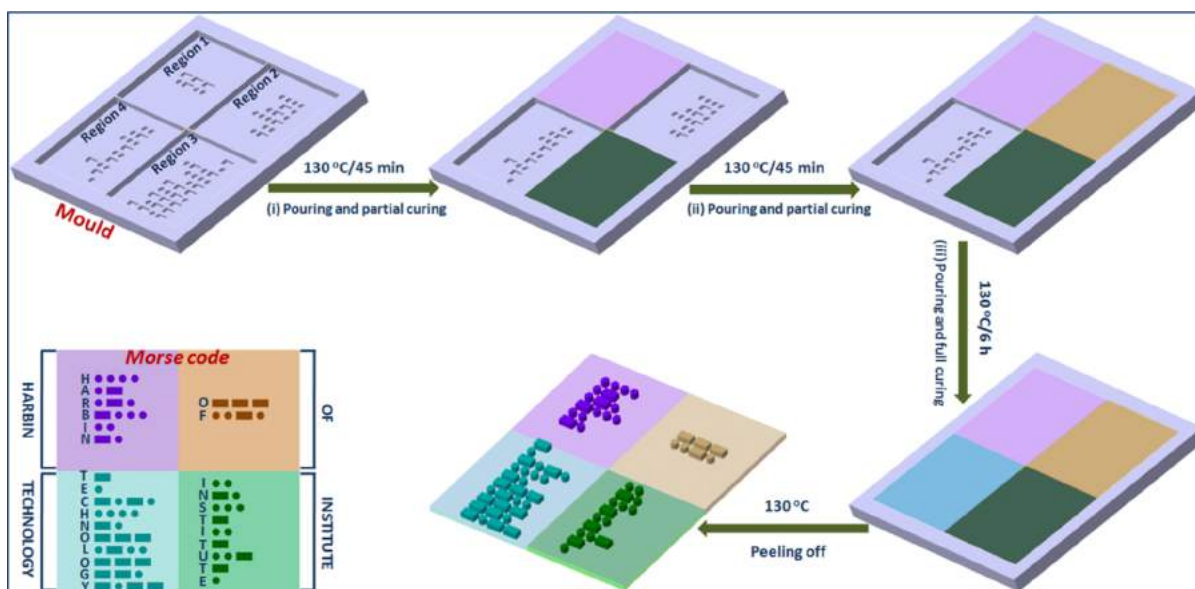 Region 1
Region 2
Region 4
Region 3
Mould
130 °C/45 min
(i) Pouring and partial curing
130 °C/45 min
(ii) Pouring and partial curing
130 °C/6 h
(iii) Pouring and full curing
130 °C
Peeling off
Morse code
HARBIN
H
A
R
B
I
N
O
F
OF
TECHNOLOGY
T
E
C
H
N
O
L
O
G
Y
I
N
S
T
I
T
U
T
E
INSTITUTE